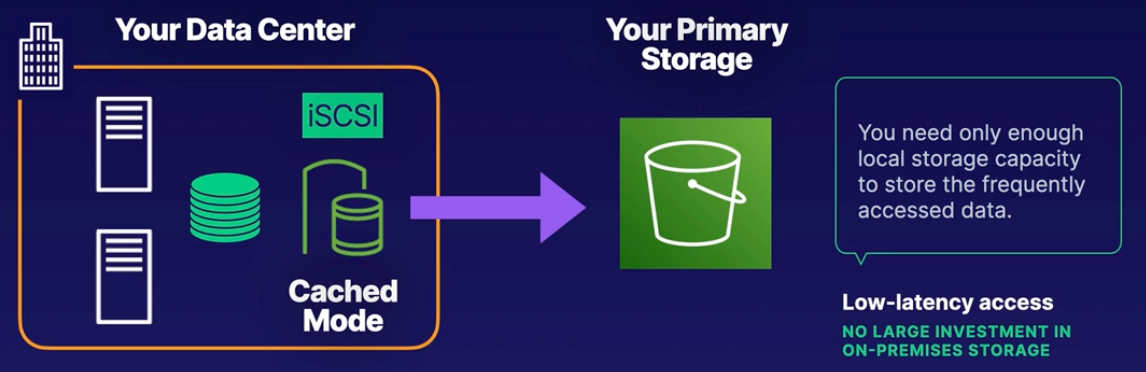 Your Data Center
iSCSI
Cached
Mode
Your Primary
Storage
You need only enough
local storage capacity
to store the frequently
accessed data.
Low-latency access
NO LARGE INVESTMENT IN
ON-PREMISES STORAGE